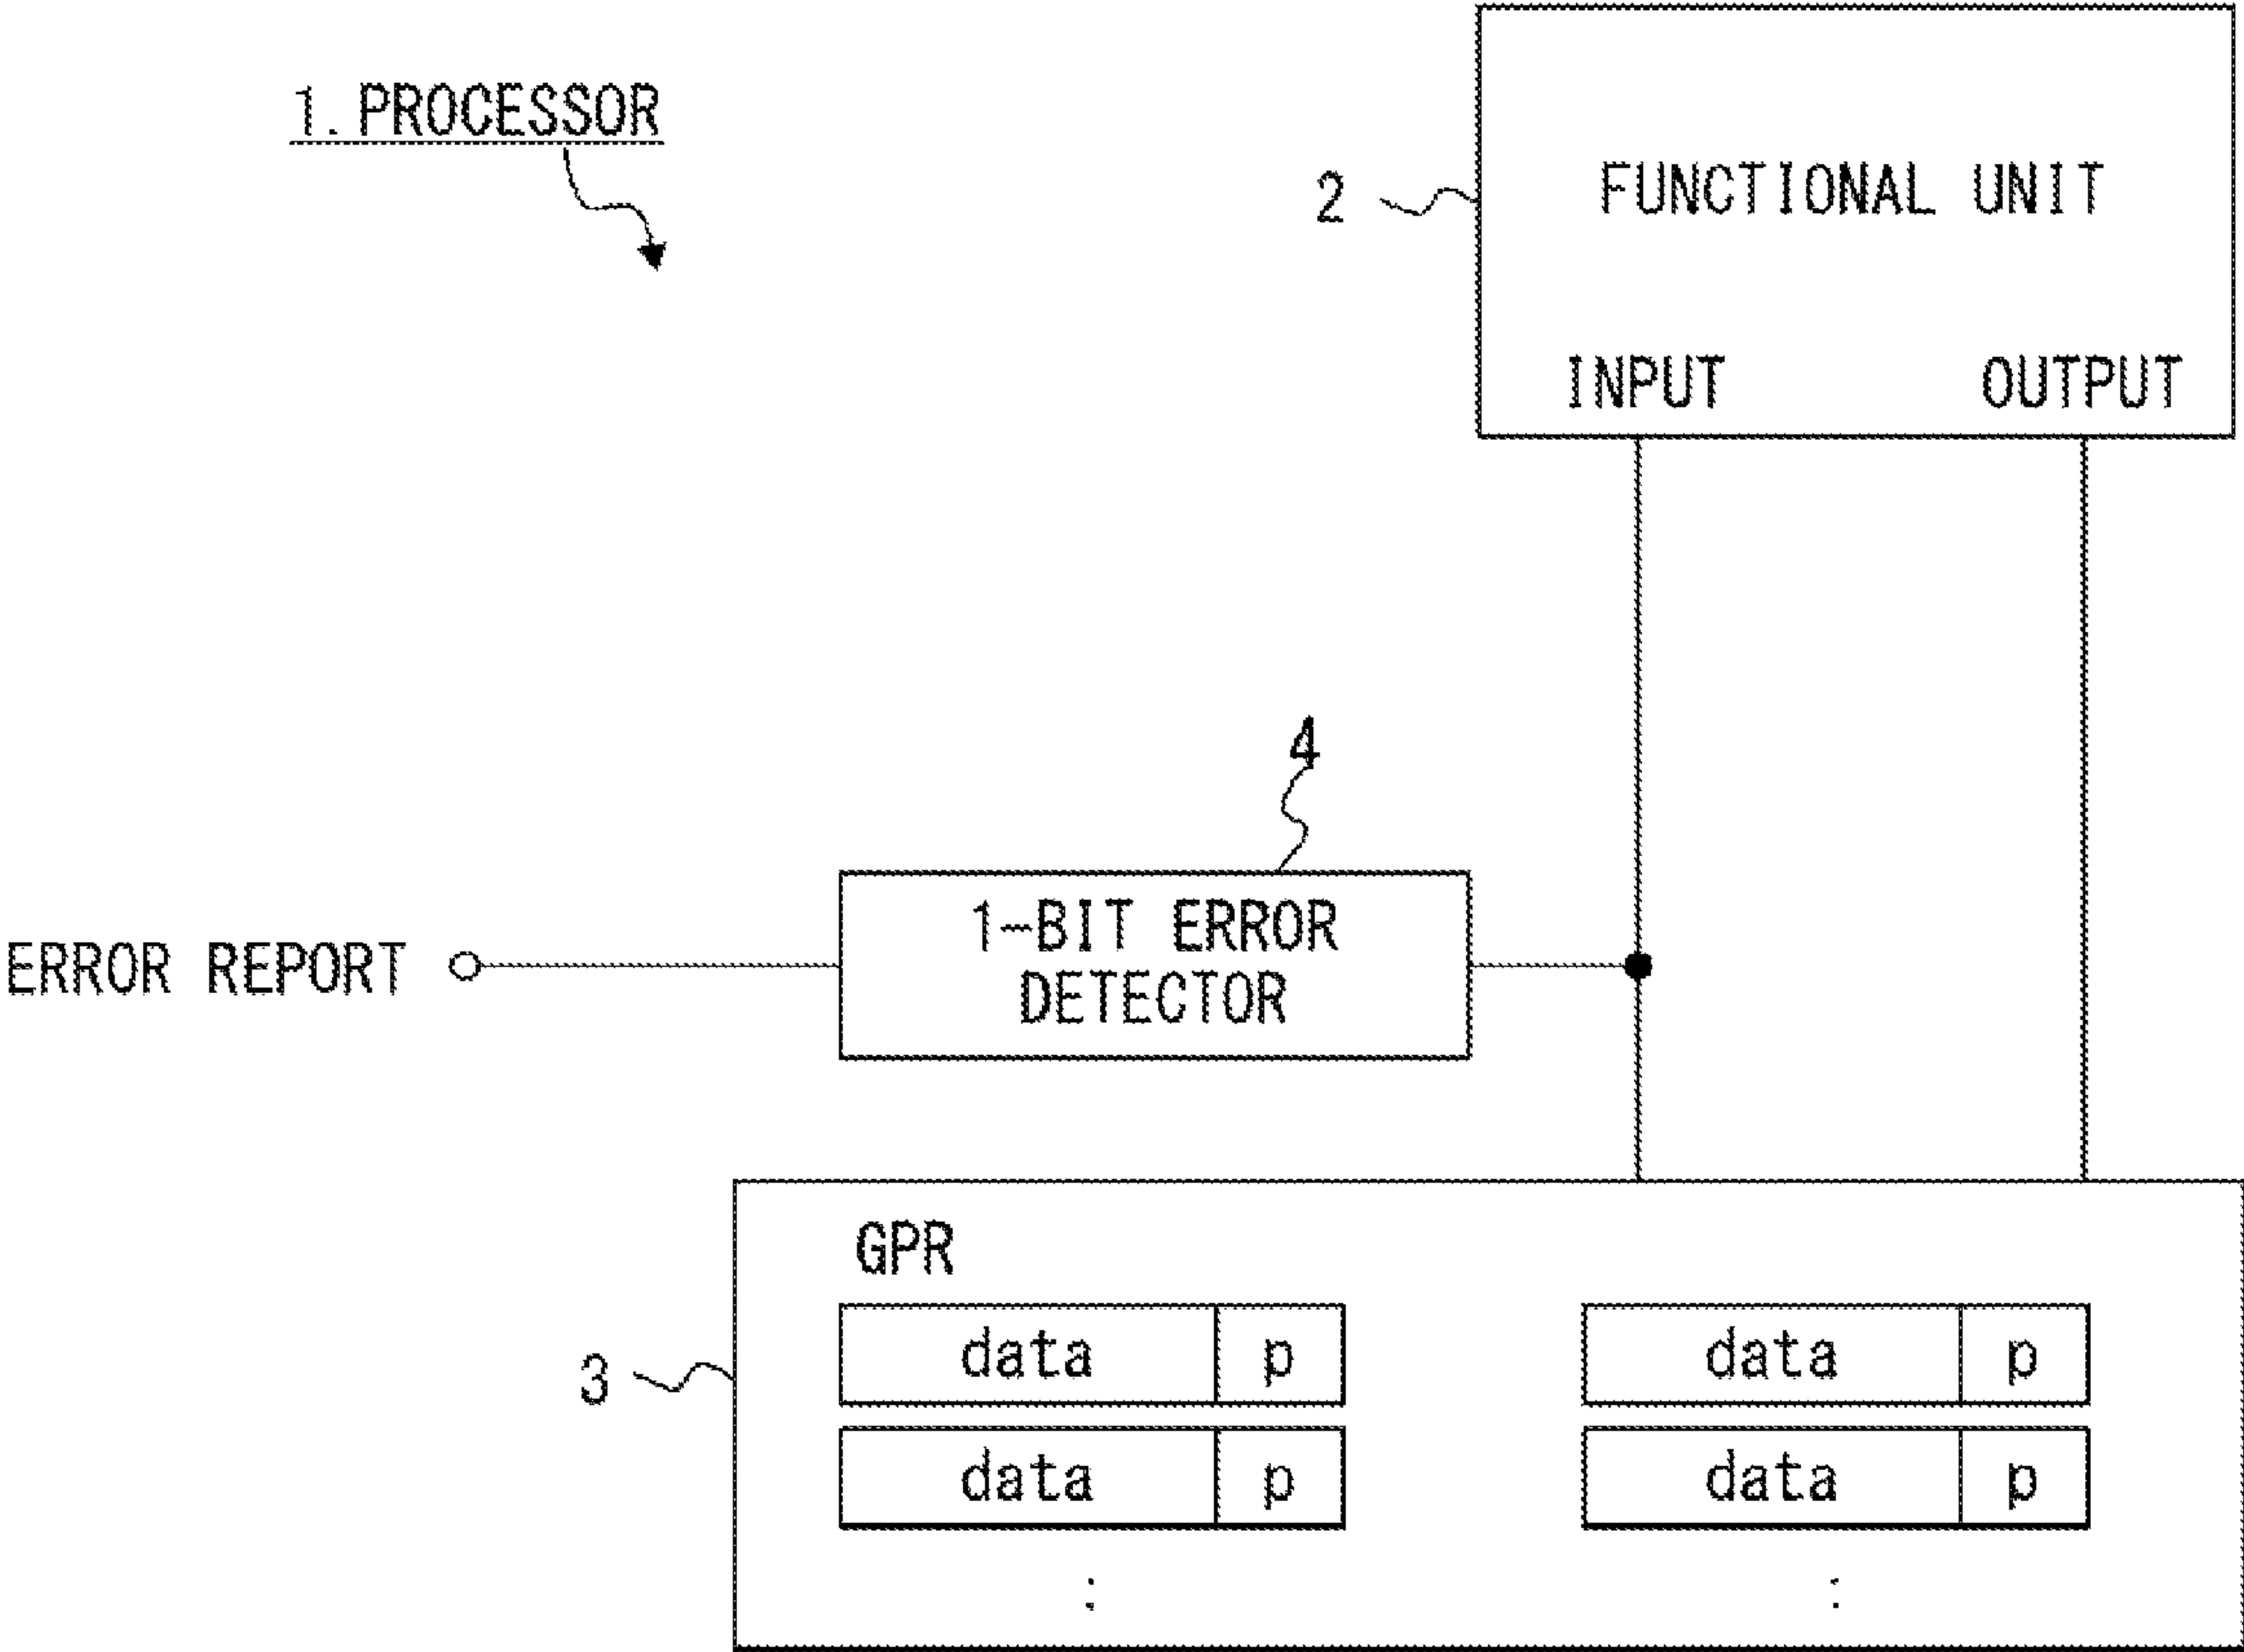 1. PROCESSOR
2
FUNCTIONAL UNIT
INPUT OUTPUT
4
1-BIT ERROR
DETECTOR
ERROR REPORT
GPR
3
data p data p
data p data p
: :